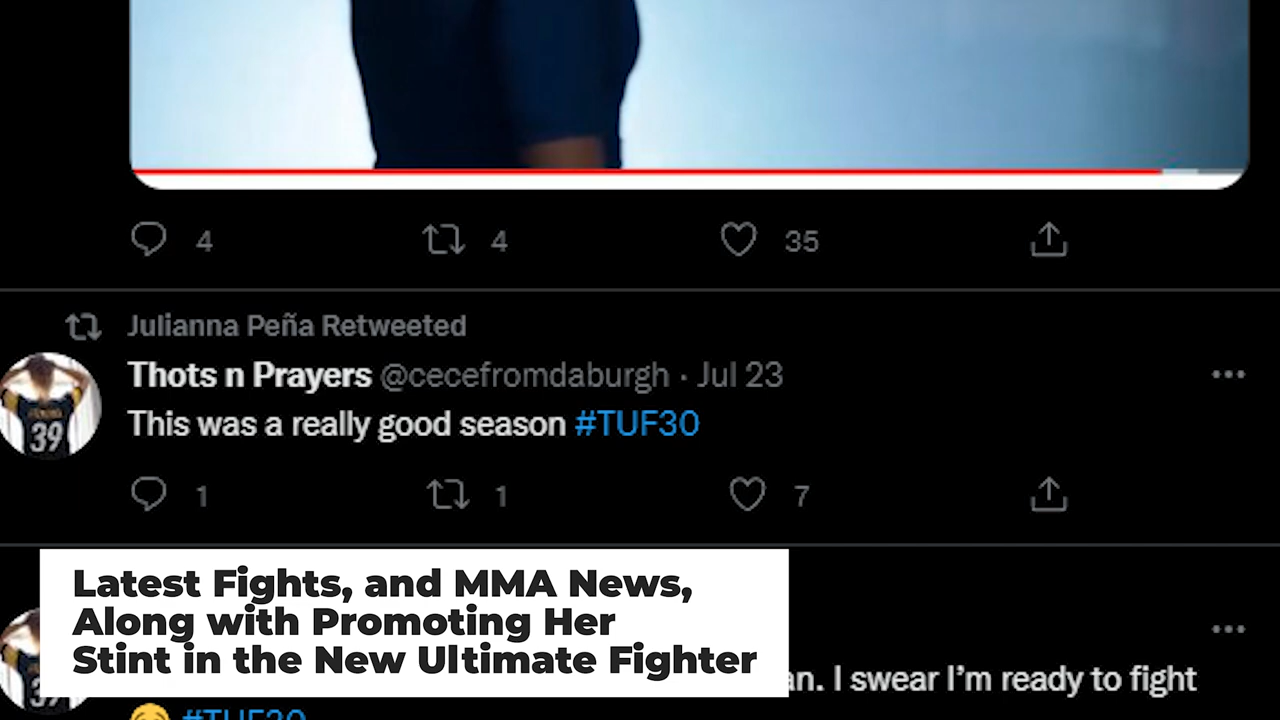 4 4 35
Julianna Peña Retweeted
Thots n Prayers @cecefromdaburgh · Jul 23
This was a really good season #TUF30
39
1 1 7
Latest Fights, and MMA News,
Along with Promoting Her
Stint in the New Ultimate Fighter
I swear I’m ready to fight
#TUF30